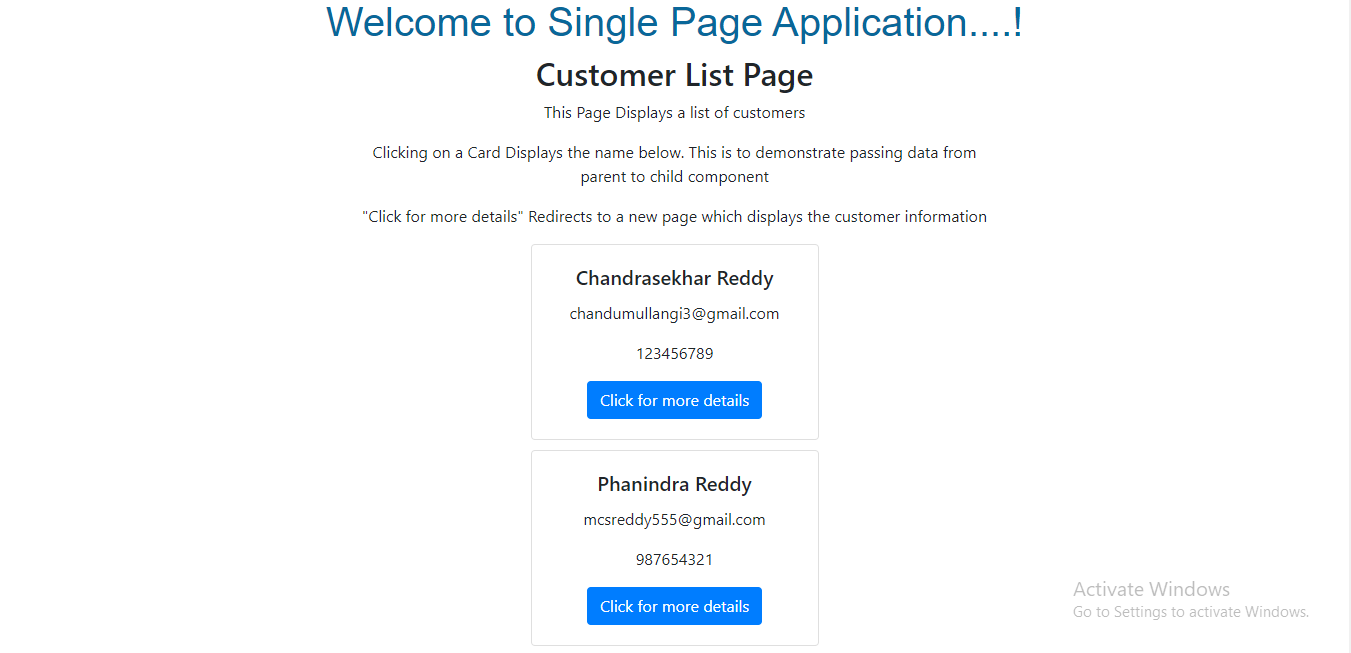 Welcome to Single Page Application....!
Customer List Page
This Page Displays a list of customers
Clicking on a Card Displays the name below. This is to demonstrate passing data from
parent to child component
"Click for more details" Redirects to a new page which displays the customer information
Chandrasekhar Reddy
chandumullangi3@gmail.com
123456789
Click for more details
Phanindra Reddy
mcsreddy555@gmail.com
987654321
Click for more details
Activate Windows
Go to Settings to activate Windows.